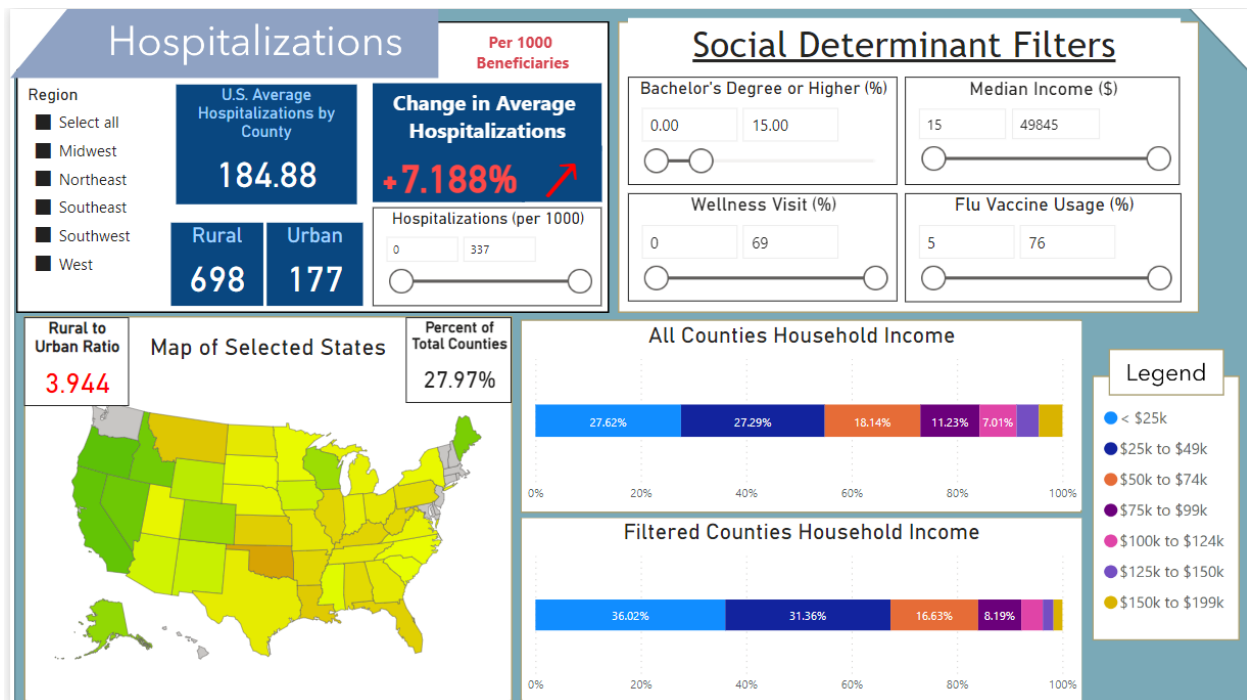 Hospitalizations
Per 1000
Beneficiaries
Region
Select all
Midwest
Northeast
Southeast
Southwest
West
U.S. Average
Hospitalizations by
County
184.88
Rural
698
Urban
177
Change in Average
Hospitalizations
+7.188%
Hospitalizations (per 1000)
0
337
Social Determinant Filters
Bachelor's Degree or Higher (%)
0.00
15.00
Median Income ($)
15
49845
Wellness Visit (%)
0
69
Flu Vaccine Usage (%)
5
76
Rural to
Urban Ratio
3.944
Map of Selected States
Percent of
Total Counties
27.97%
All Counties Household Income
27.62%
27.29%
18.14%
11.23%
7.01%
0%
20%
40%
60%
80%
100%
Filtered Counties Household Income
36.02%
31.36%
16.63%
8.19%
0%
20%
40%
60%
80%
100%
Legend
< $25k
$25k to $49k
$50k to $74k
$75k to $99k
$100k to $124k
$125k to $150k
$150k to $199k